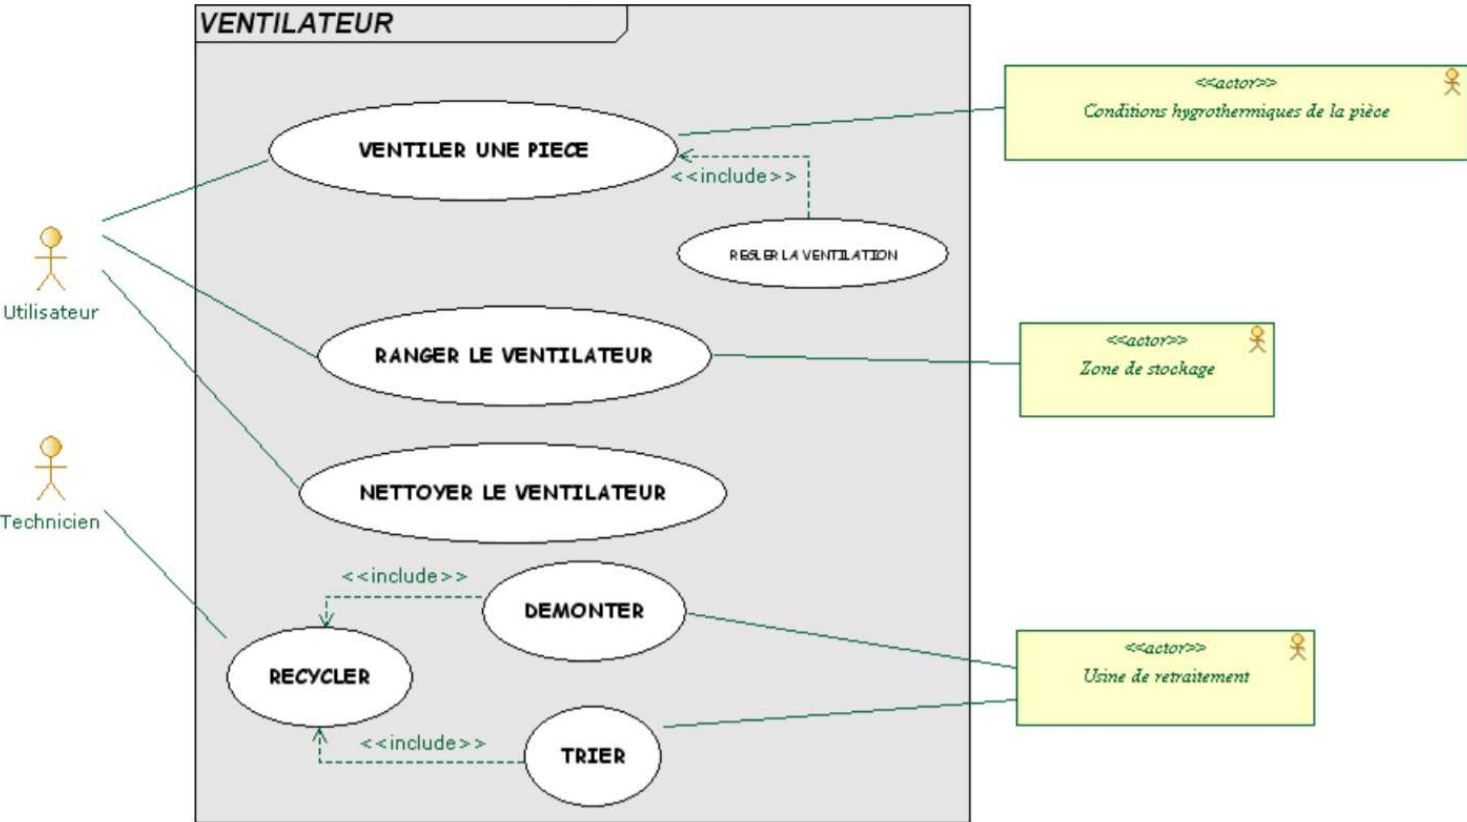 VENTILATEUR
<<actor>>
Conditions hygrothermiques de la pièce
VENTILER UNE PIECE
<<include>>
REGLER LA VENTILATION
Utilisateur
RANGER LE VENTILATEUR
<<actor>>
Zone de stockage
NETTOYER LE VENTILATEUR
Technicien
<<include>>
DEMONTER
<<actor>>
Usine de retraitement
RECYCLER
<<include>>
TRIER